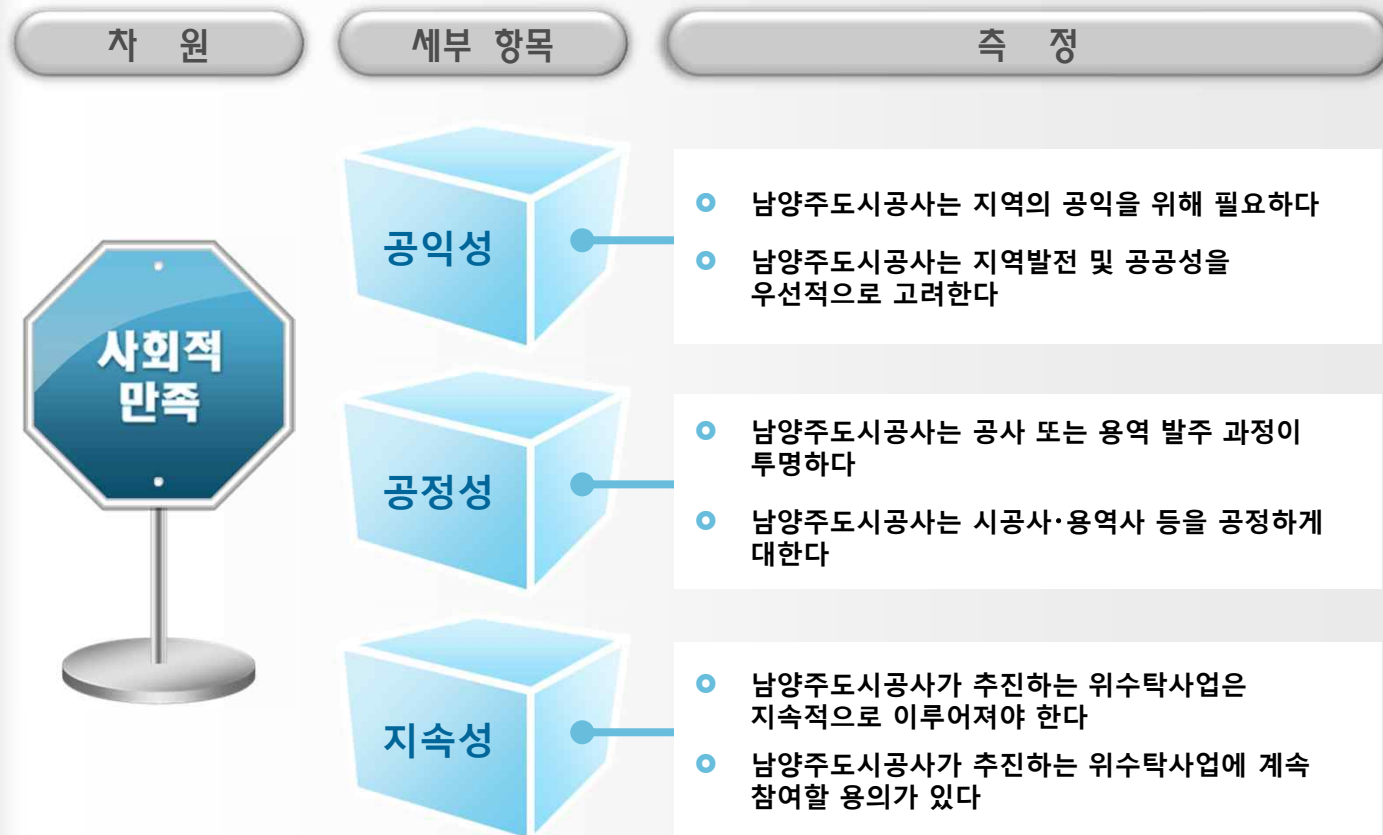 차 원
세부 항목
측 정
사회적
만족
공익성
남양주도시공사는 지역의 공익을 위해 필요하다
남양주도시공사는 지역발전 및 공공성을
우선적으로 고려한다
공정성
남양주도시공사는 공사 또는 용역 발주 과정이
투명하다
남양주도시공사는 시공사·용역사 등을 공정하게
대한다
지속성
남양주도시공사가 추진하는 위수탁사업은
지속적으로 이루어져야 한다
남양주도시공사가 추진하는 위수탁사업에 계속
참여할 용의가 있다